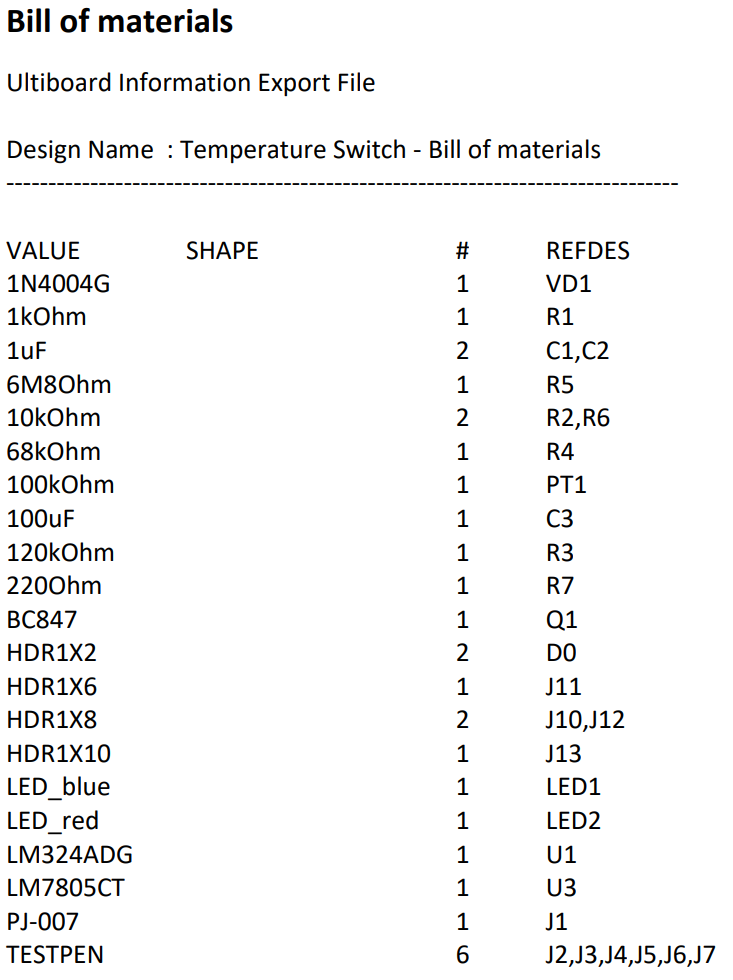 Bill of materials
Ultiboard Information Export File
Design Name : Temperature Switch - Bill of materials
--------------------------------------------------------------------------------
VALUE SHAPE # REFDES
1N4004G 1 VD1
1kOhm 1 R1
1uF 2 C1,C2
6M8Ohm 1 R5
10kOhm 2 R2,R6
68kOhm 1 R4
100kOhm 1 PT1
100uF 1 C3
120kOhm 1 R3
220Ohm 1 R7
BC847 1 Q1
HDR1X2 2 D0
HDR1X6 1 J11
HDR1X8 2 J10,J12
HDR1X10 1 J13
LED_blue 1 LED1
LED_red 1 LED2
LM324ADG 1 U1
LM7805CT 1 U3
PJ-007 1 J1
TESTPEN 6 J2,J3,J4,J5,J6,J7